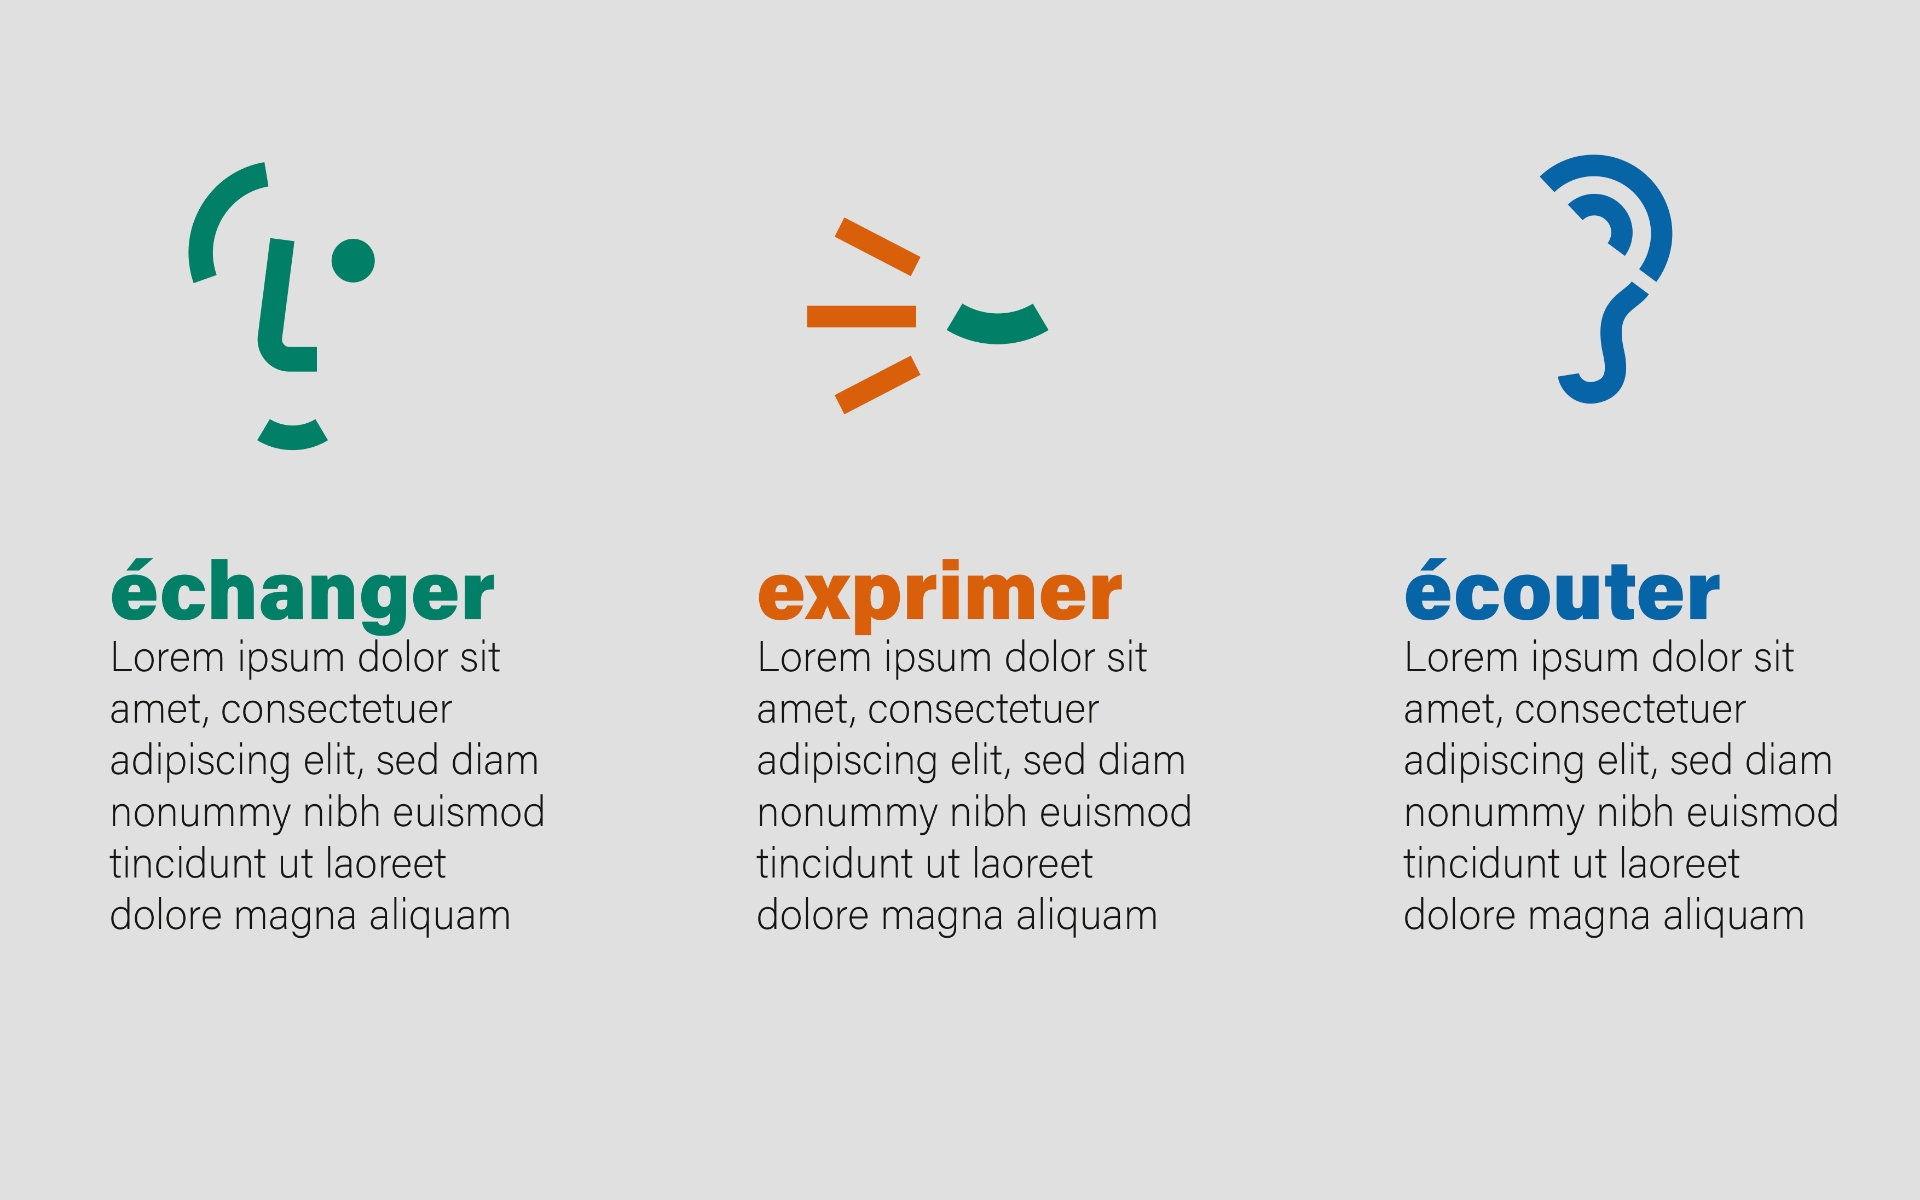 échanger
Lorem ipsum dolor sit
amet, consectetuer
adipiscing elit, sed diam
nonummy nibh euismod
tincidunt ut laoreet
dolore magna aliquam
exprimer
Lorem ipsum dolor sit
amet, consectetuer
adipiscing elit, sed diam
nonummy nibh euismod
tincidunt ut laoreet
dolore magna aliquam
écouter
Lorem ipsum dolor sit
amet, consectetuer
adipiscing elit, sed diam
nonummy nibh euismod
tincidunt ut laoreet
dolore magna aliquam